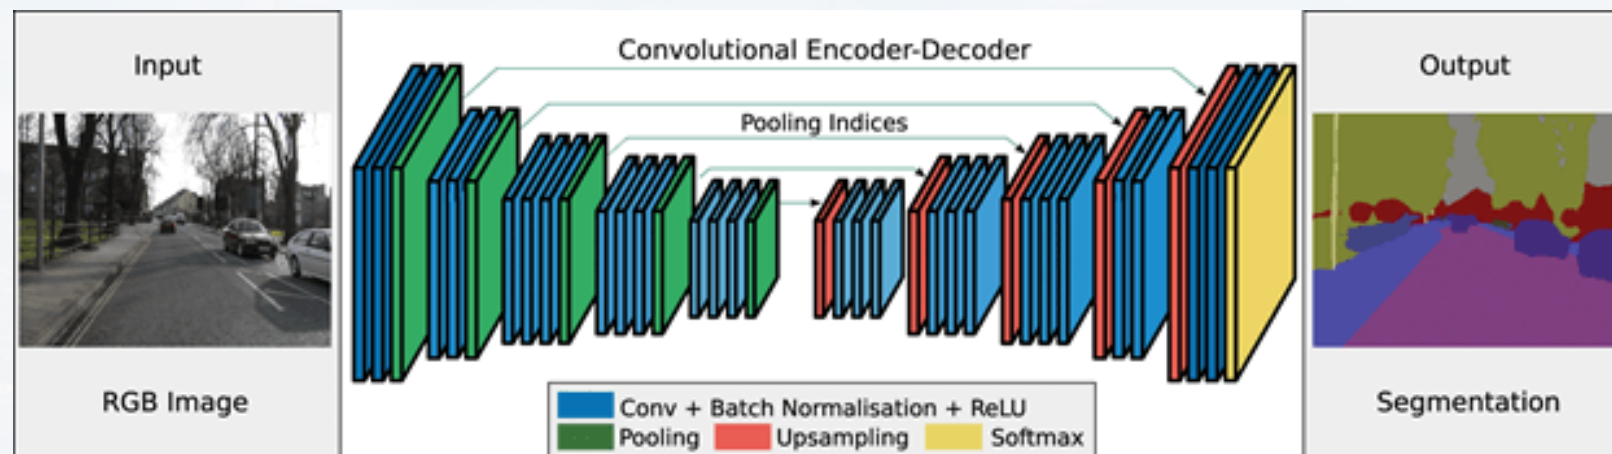 Input
RGB Image
Convolutional Encoder-Decoder
Pooling Indices
Conv + Batch Normalisation + ReLU
Pooling Upsampling Softmax
Output
Segmentation